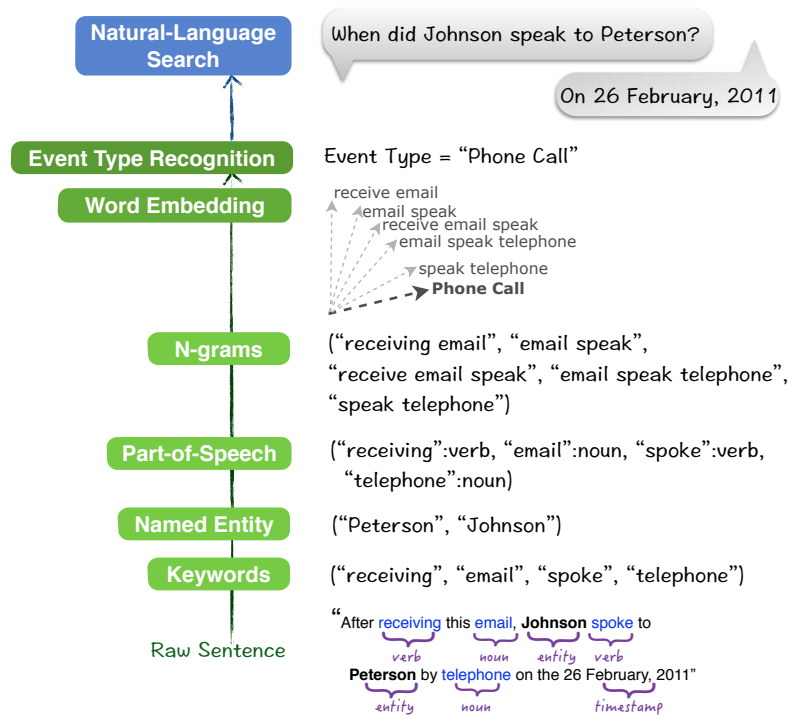 Natural-Language
Search
When did Johnson speak to Peterson?
On 26 February, 2011
Event Type Recognition
Event Type = “Phone Call”
Word Embedding
receive email
email speak
receive email speak
email speak telephone
speak telephone
Phone Call
N-grams
(“receiving email”, “email speak”,
“receive email speak”, “email speak telephone”,
“speak telephone”)
Part-of-Speech
(“receiving”:verb, “email”:noun, “spoke”:verb,
“telephone”:noun)
Named Entity
(“Peterson”, “Johnson”)
Keywords
(“receiving”, “email”, “spoke”, “telephone”)
Raw Sentence
“After receiving this email, Johnson spoke to
verb noun entity verb
Peterson by telephone on the 26 February, 2011”
entity noun timestamp